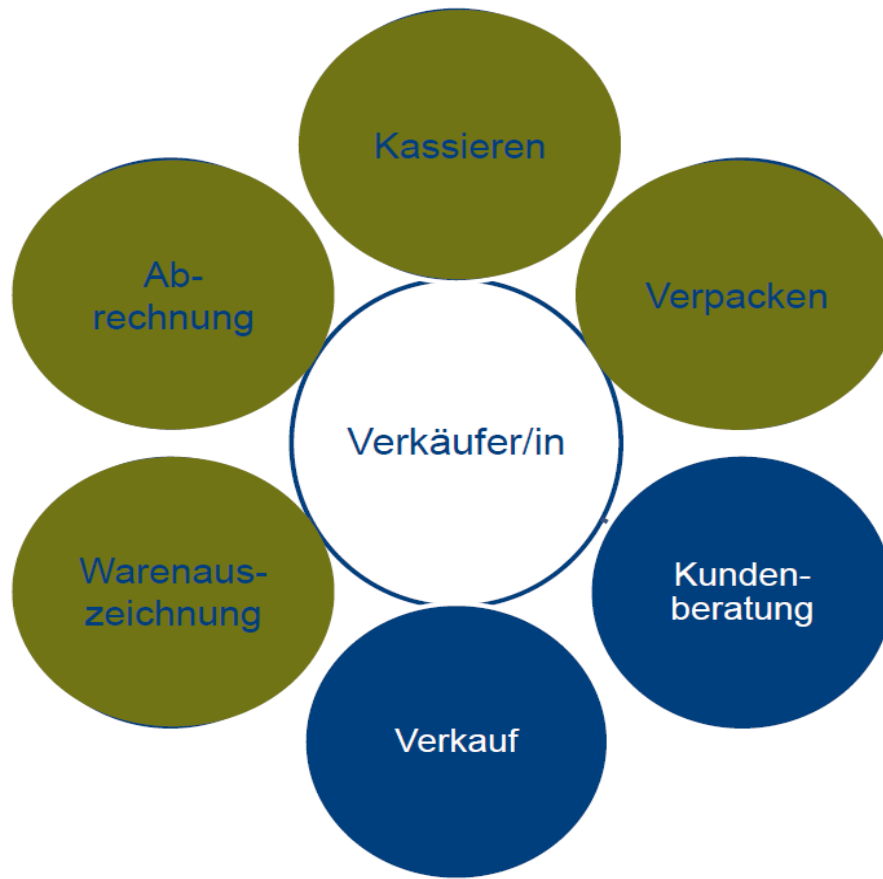 Kassieren
Ab-
rechnung
Verpacken
Verkäufer/in
Warenaus-
zeichnung
Kunden-
beratung
Verkauf